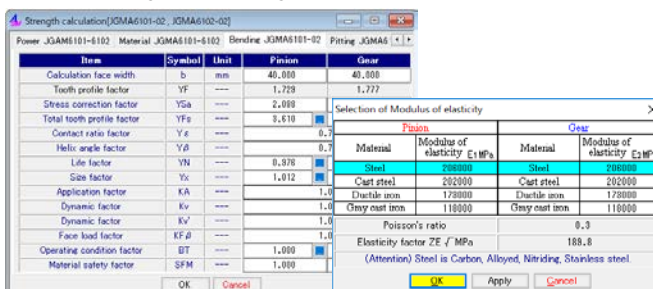 Strength calculation[JGMA6101-02 , JGMA6102-02]
Power JGAM6101-6102 Material JGMA6101-6102 Bending JGMA6101-02 Pitting JGMA6
Item Symbol Unit Pinion Gear
Calculation face width b mm 40.000 40.000
Tooth profile factor YF --- 1.729 1.777
Stress correction factor YSa --- 2.088
Total tooth profile factor YFs --- 3.610
Contact ratio factor Yε --- 0.7
Helix angle factor Yβ --- 0.7
Life factor YN --- 0.976
Size factor Yx --- 1.012
Application factor KA --- 1.0
Dynamic factor Kv --- 1.0
Dynamic factor Kv' --- 1.0
Face load factor KFβ --- 1.0
Operating condition factor BT --- 1.000
Material safety factor SFM --- 1.000
OK Cancel
Selection of Modulus of elasticity
Pinion Gear
Material Modulus of elasticity E1 MPa Material Modulus of elasticity E2 MPa
Steel 206000 Steel 206000
Cast steel 202000 Cast steel 202000
Ductile iron 173000 Ductile iron 173000
Gray cast iron 118000 Gray cast iron 118000
Poisson's ratio 0.3
Elasticity factor ZE √ MPa 189.8
(Attention) Steel is Carbon, Alloyed, Nitriding, Stainless steel.
OK Apply Cancel